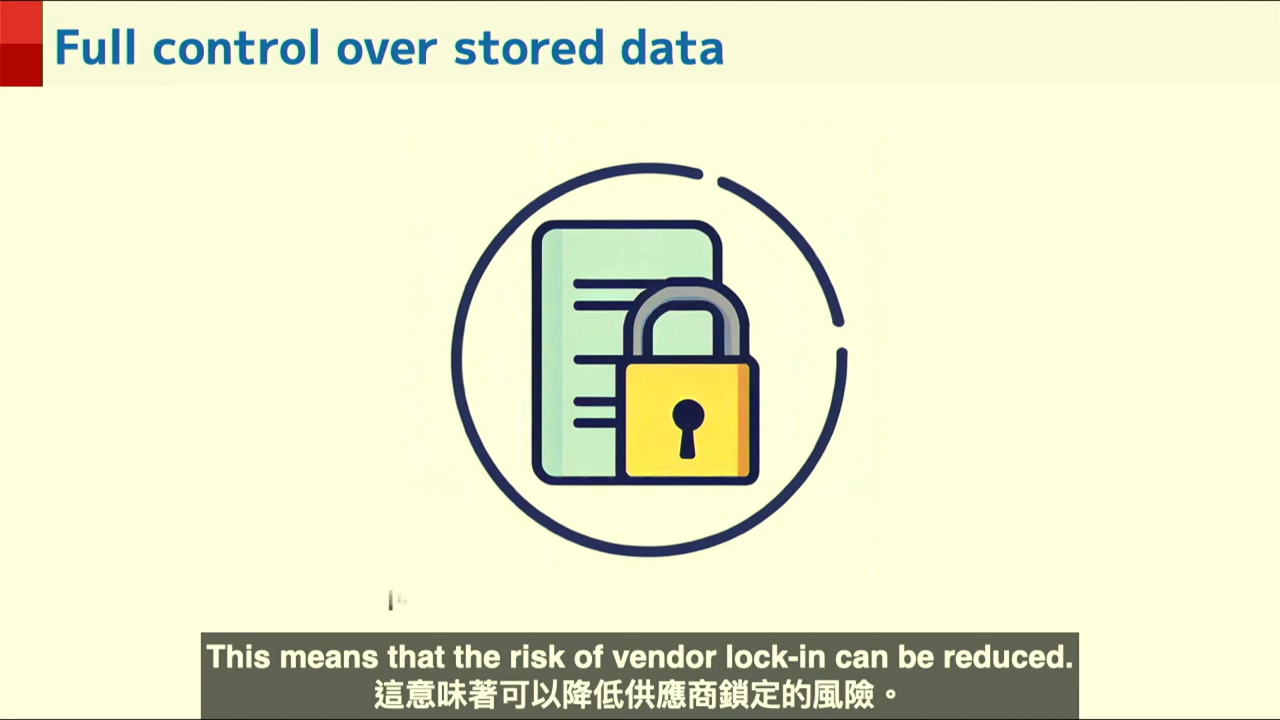 Full control over stored data
This means that the risk of vendor lock-in can be reduced.
這意味著可以降低供應商鎖定的風險。